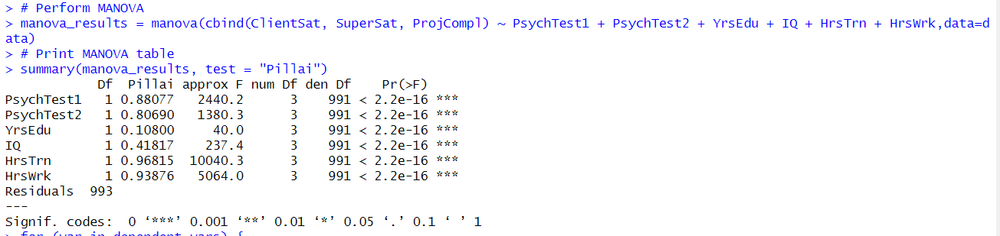 > # Perform MANOVA
> manova_results = manova(cbind(ClientSat, SuperSat, ProjCompl) ~ PsychTest1 + PsychTest2 + YrsEdu + IQ + HrsTrn + HrsWrk,data=d
ata)
> # Print MANOVA table
> summary(manova_results, test = "Pillai")
            Df  Pillai approx F num Df den Df    Pr(>F)
PsychTest1   1 0.88077   2440.2      3    991 < 2.2e-16 ***
PsychTest2   1 0.80690   1380.3      3    991 < 2.2e-16 ***
YrsEdu       1 0.10800     40.0      3    991 < 2.2e-16 ***
IQ           1 0.41817    237.4      3    991 < 2.2e-16 ***
HrsTrn       1 0.96815  10040.3      3    991 < 2.2e-16 ***
HrsWrk       1 0.93876   5064.0      3    991 < 2.2e-16 ***
Residuals  993
---
Signif. codes:  0 ‘***’ 0.001 ‘**’ 0.01 ‘*’ 0.05 ‘.’ 0.1 ‘ ’ 1
> for (var in dependent_vars) {